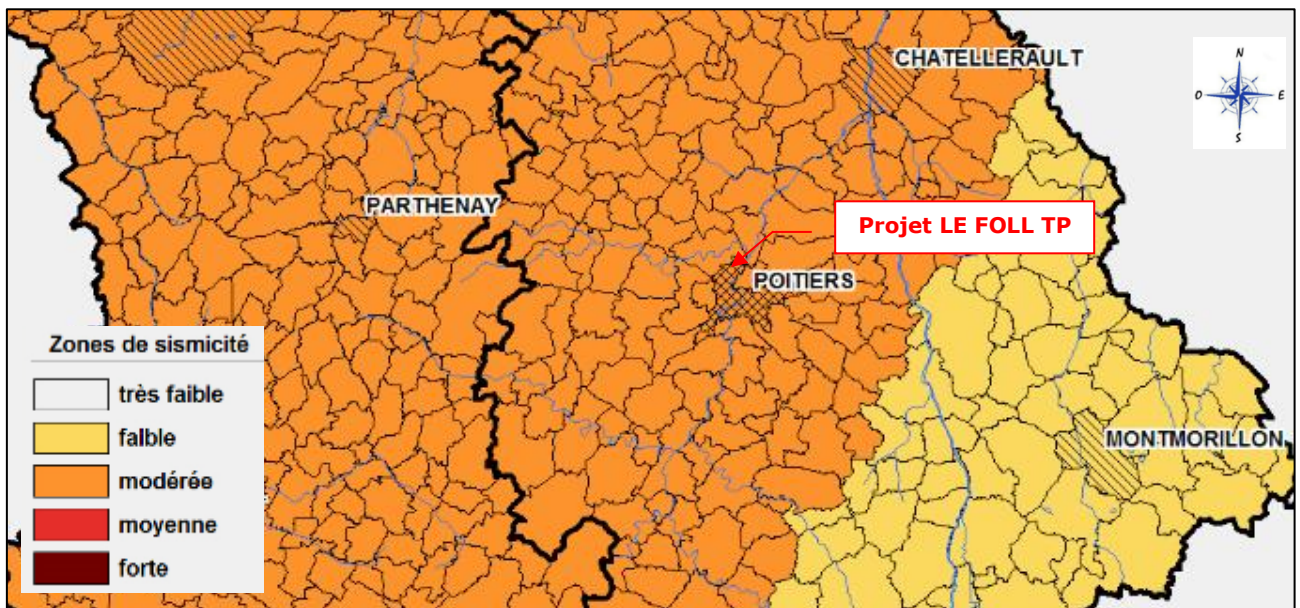 CHATELLERAULT
N
O
E
S
PARTHENAY
Projet LE FOLL TP
POITIERS
Zones de sismicité
très faible
faible
modérée
moyenne
forte
MONTMORILLON